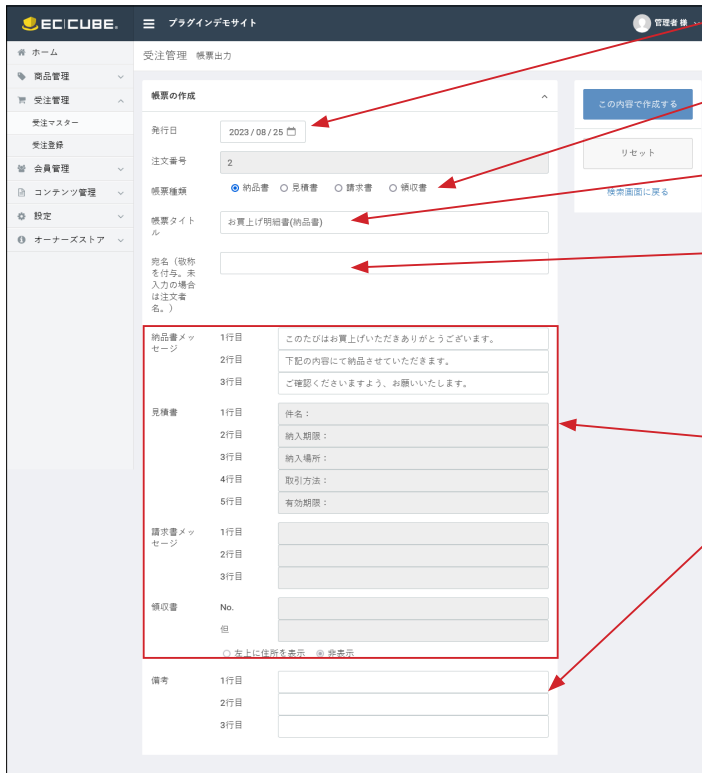 EC CUBE.
プラグインデモサイト
管理者 様
ホーム
商品管理
受注管理
受注マスター
受注登録
会員管理
コンテンツ管理
設定
オーナーズストア
受注管理 帳票出力
帳票の作成
発行日
2023/08/25
注文番号
2
帳票種類
納品書 見積書 請求書 領収書
帳票タイト
ル
お買上げ明細書(納品書)
宛名（敬称
を付与。未
入力の場合
は注文者
名。）
納品書メッ
セージ
1行目
このたびはお買上げいただきありがとうございます。
2行目
下記の内容にて納品させていただきます。
3行目
ご確認くださいますよう、お願いいたします。
見積書
1行目
件名：
2行目
納入期限：
3行目
納入場所：
4行目
取引方法：
5行目
有効期限：
請求書メッ
セージ
1行目
2行目
3行目
領収書
No.
但
左上に住所を表示 非表示
備考
1行目
2行目
3行目
この内容で作成する
リセット
検索画面に戻る